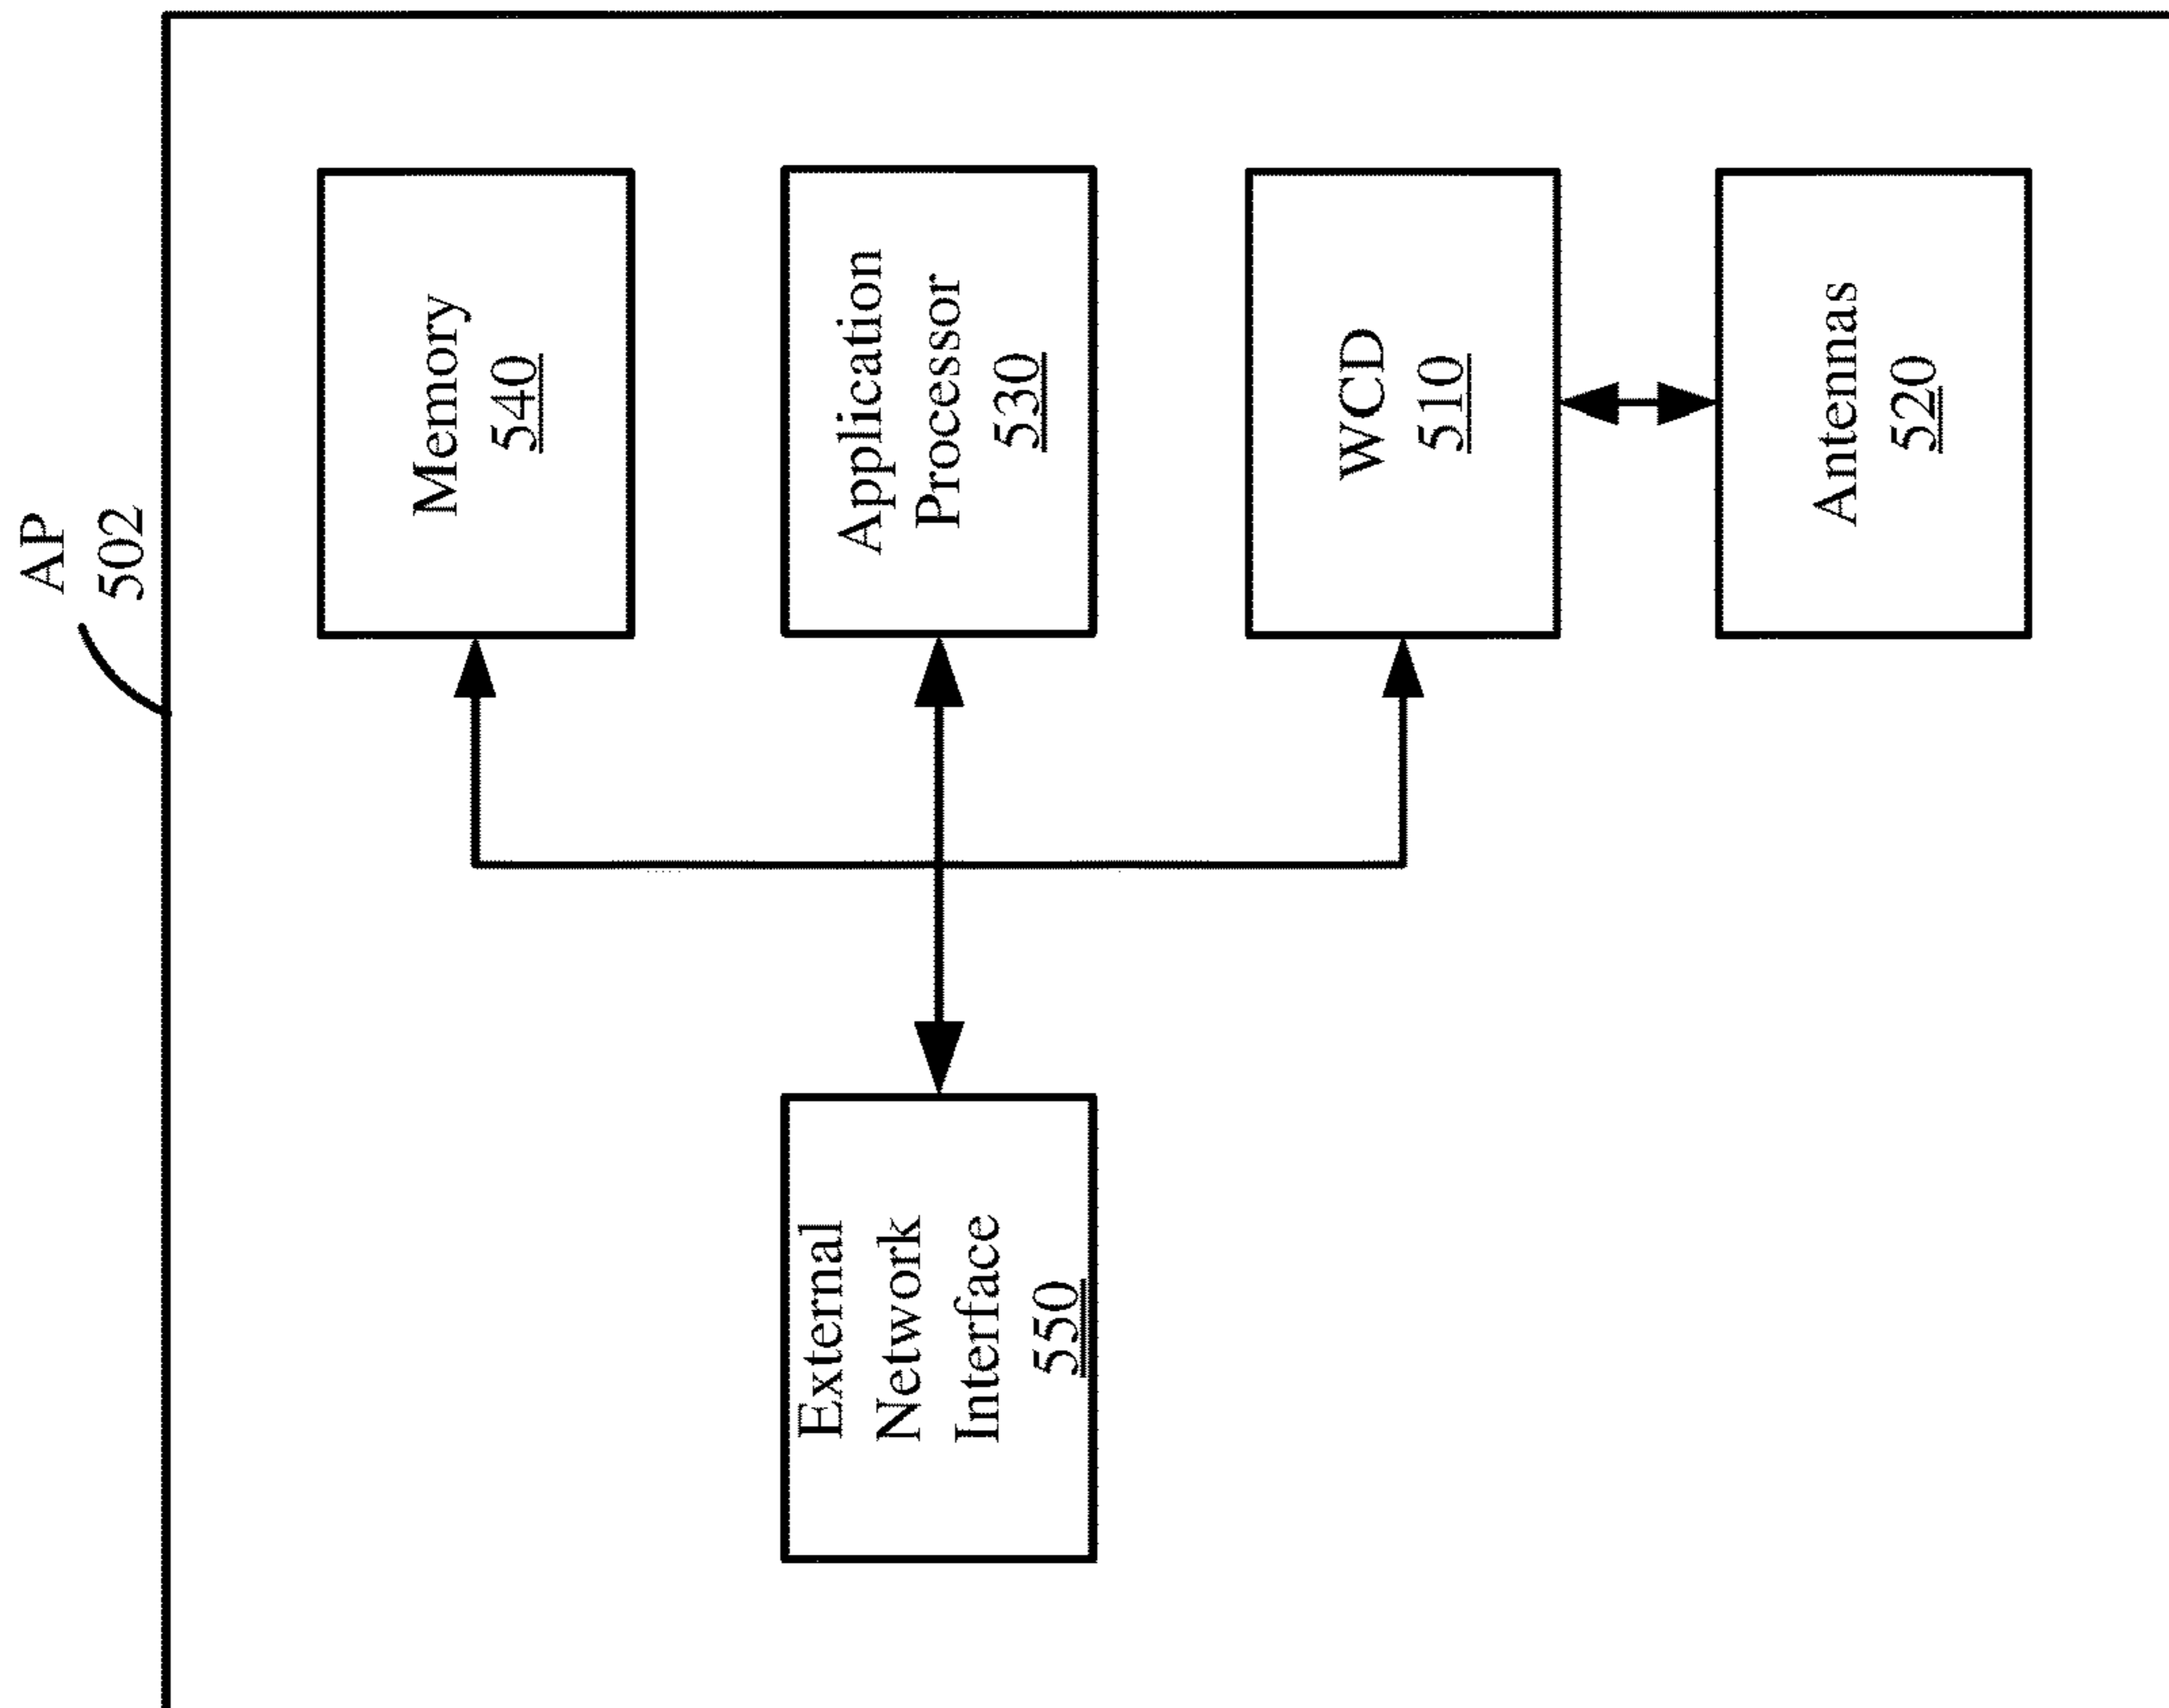 AP
502
Memory
540
Application
Processor
530
WCD
510
Antennas
520
External
Network
Interface
550